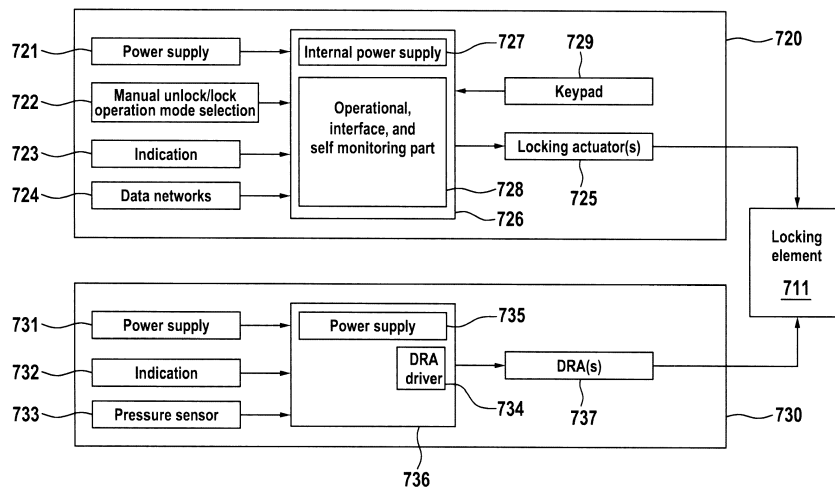 721
Power supply
722
Manual unlock/lock
operation mode selection
723
Indication
724
Data networks
Internal power supply
727
Operational,
interface, and
self monitoring part
728
726
729
Keypad
Locking actuator(s)
725
720
Locking
element
711
731
Power supply
732
Indication
733
Pressure sensor
Power supply
735
DRA
driver
734
736
DRA(s)
737
730